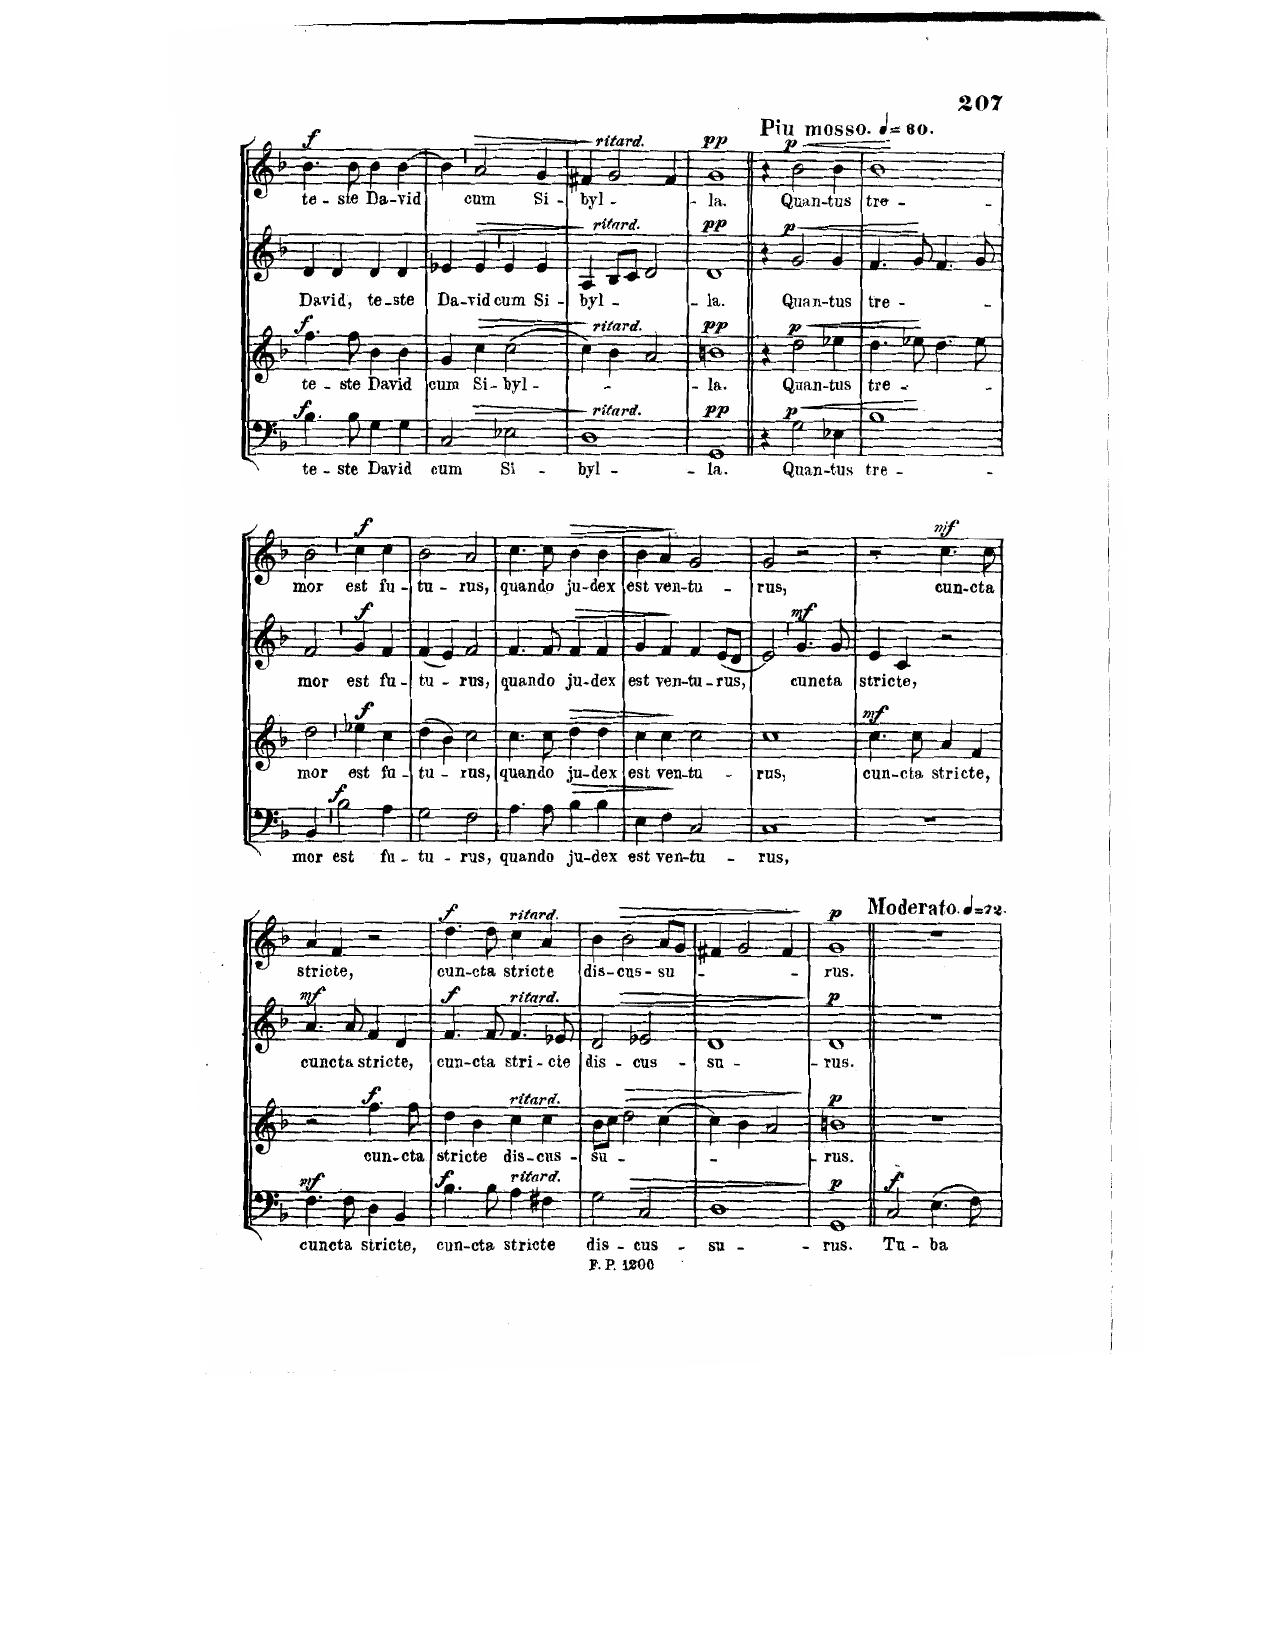 207
Piu mosso. ♩= 60.
f ritard. pp p
te - ste Da-vid cum Si - byl - - la. Quan-tus tre - -
ritard. pp p
David, te-ste Da-vid cum Si - byl - - la. Quan-tus tre - -
f ritard. pp p
te - ste David cum Si - byl - - - la. Quan-tus tre - -
f ritard. pp p
te - ste David cum Si - byl - - la. Quan-tus tre - -
f mf
mor est fu - tu - rus, quando ju-dex est ven-tu - rus, cun-cta
f mf
mor est fu - tu - rus, quando ju-dex est ven-tu-rus, cuncta stricte,
f mf
mor est fu - tu - rus, quando ju-dex est ven-tu - rus, cun-cta stricte,
f
mor est fu - tu - rus, quando ju-dex est ven-tu - rus,
Moderato. ♩=72.
f ritard. p
stricte, cun-cta stricte dis-cus-su - - rus.
mf f ritard. p
cuncta stricte, cun-cta stri-cte dis - cus - su - - rus.
f. ritard. p
cun-cta stricte dis-cus - su - - - rus.
mf f ritard. p f
cuncta stricte, cun-cta stricte dis - cus - su - - rus. Tu - ba
F. P. 1200